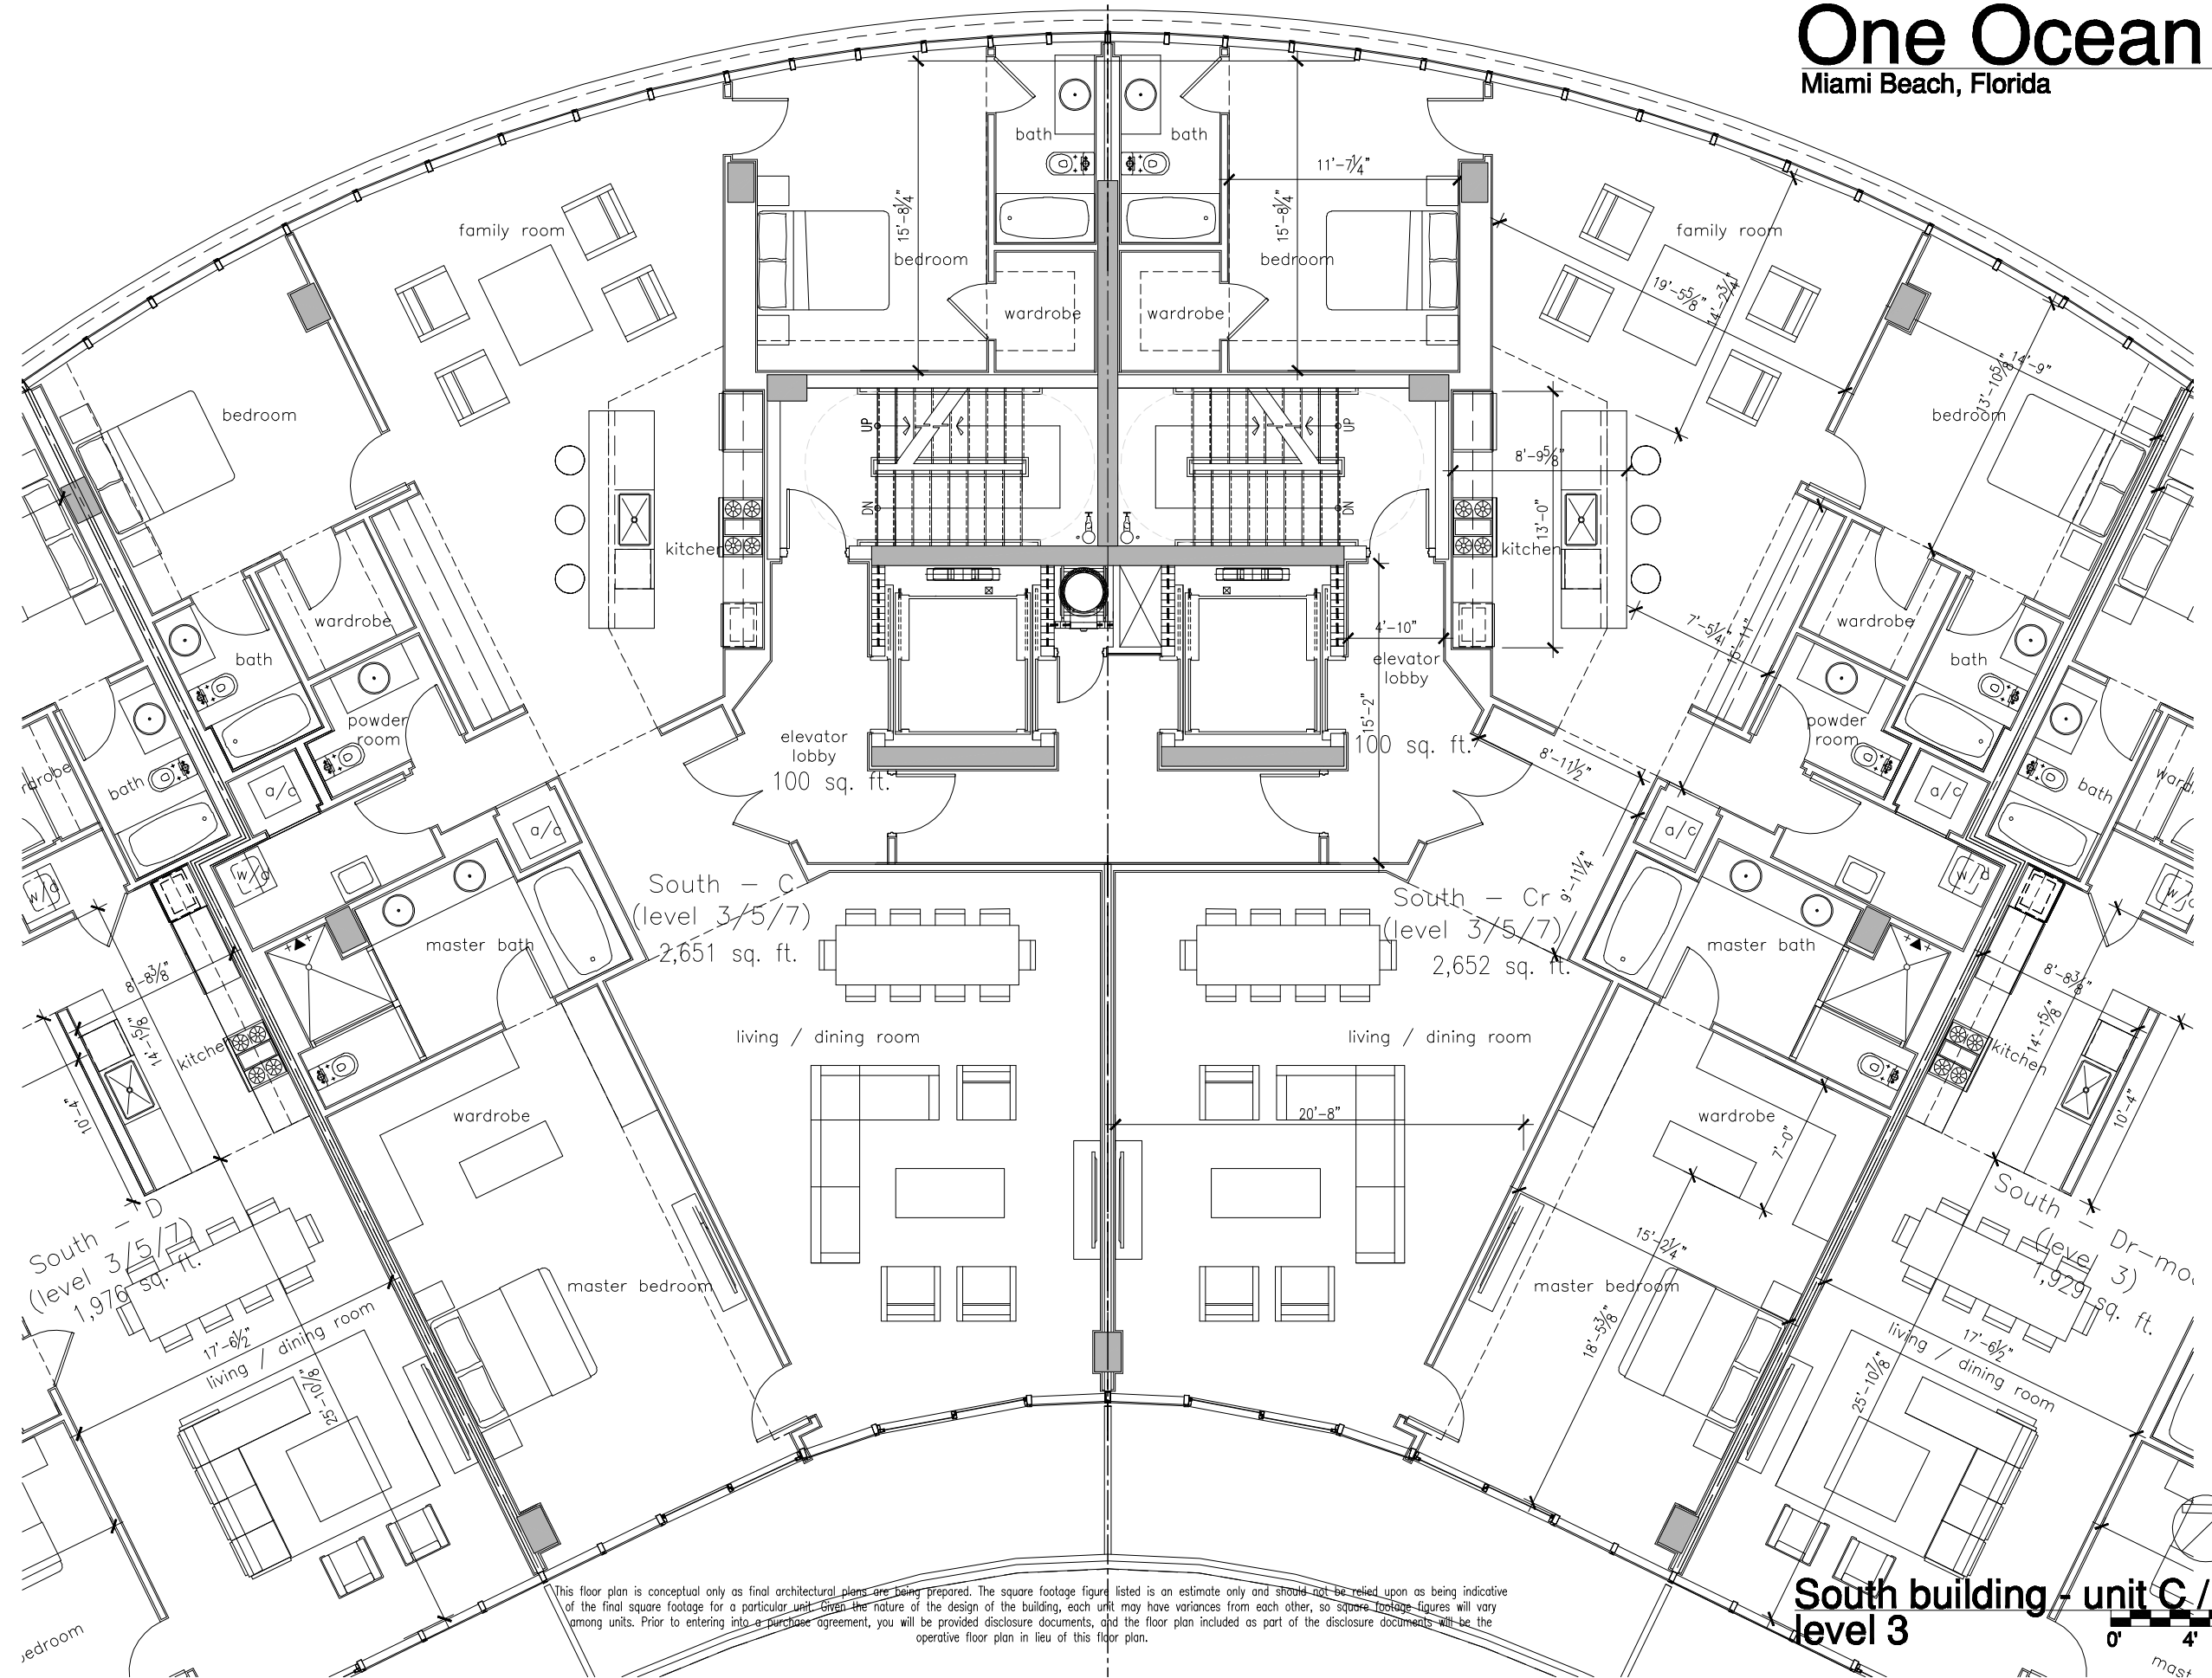 One Ocean
Miami Beach, Florida
bath
bath
11'-7¼"
15'-8¼"
15'-8¼"
family room
family room
bedroom
bedroom
19'-5⅝"
14'-2¾"
wardrobe
wardrobe
14'-9"
13'-10⅝"
bedroom
bedroom
UP
UP
8'-9⅝"
DN
DN
13'-0"
kitchen
kitchen
wardrobe
4'-10"
7'-5¼"
wardrobe
bath
elevator
lobby
bath
powder
room
15'-2"
powder
room
elevator
lobby
100 sq. ft.
100 sq. ft.
8'-11½"
bath
a/c
a/c
bath
a/c
a/c
w/d
w/d
South - C
(level 3/5/7)
2,651 sq. ft.
South - Cr
(level 3/5/7)
2,652 sq. ft.
9'-11¼"
master bath
master bath
8'-8⅜"
8'-8⅜"
14'-1⅝"
14'-1⅝"
kitchen
kitchen
living / dining room
living / dining room
10'-4"
10'-4"
wardrobe
20'-8"
wardrobe
7'-0"
South - D
(level 3/5/7)
1,976 sq. ft.
15'-2¼"
South - Dr-mod
(level 3)
1,929 sq. ft.
master bedroom
master bedroom
18'-5⅜"
17'-6½"
living / dining room
25'-10⅞"
17'-6½"
living / dining room
25'-10⅞"
This floor plan is conceptual only as final architectural plans are being prepared. The square footage figure listed is an estimate only and should not be relied upon as being indicative
of the final square footage for a particular unit. Given the nature of the design of the building, each unit may have variances from each other, so square footage figures will vary
among units. Prior to entering into a purchase agreement, you will be provided disclosure documents, and the floor plan included as part of the disclosure documents will be the
operative floor plan in lieu of this floor plan.
South building - unit C /
level 3
0' 4'